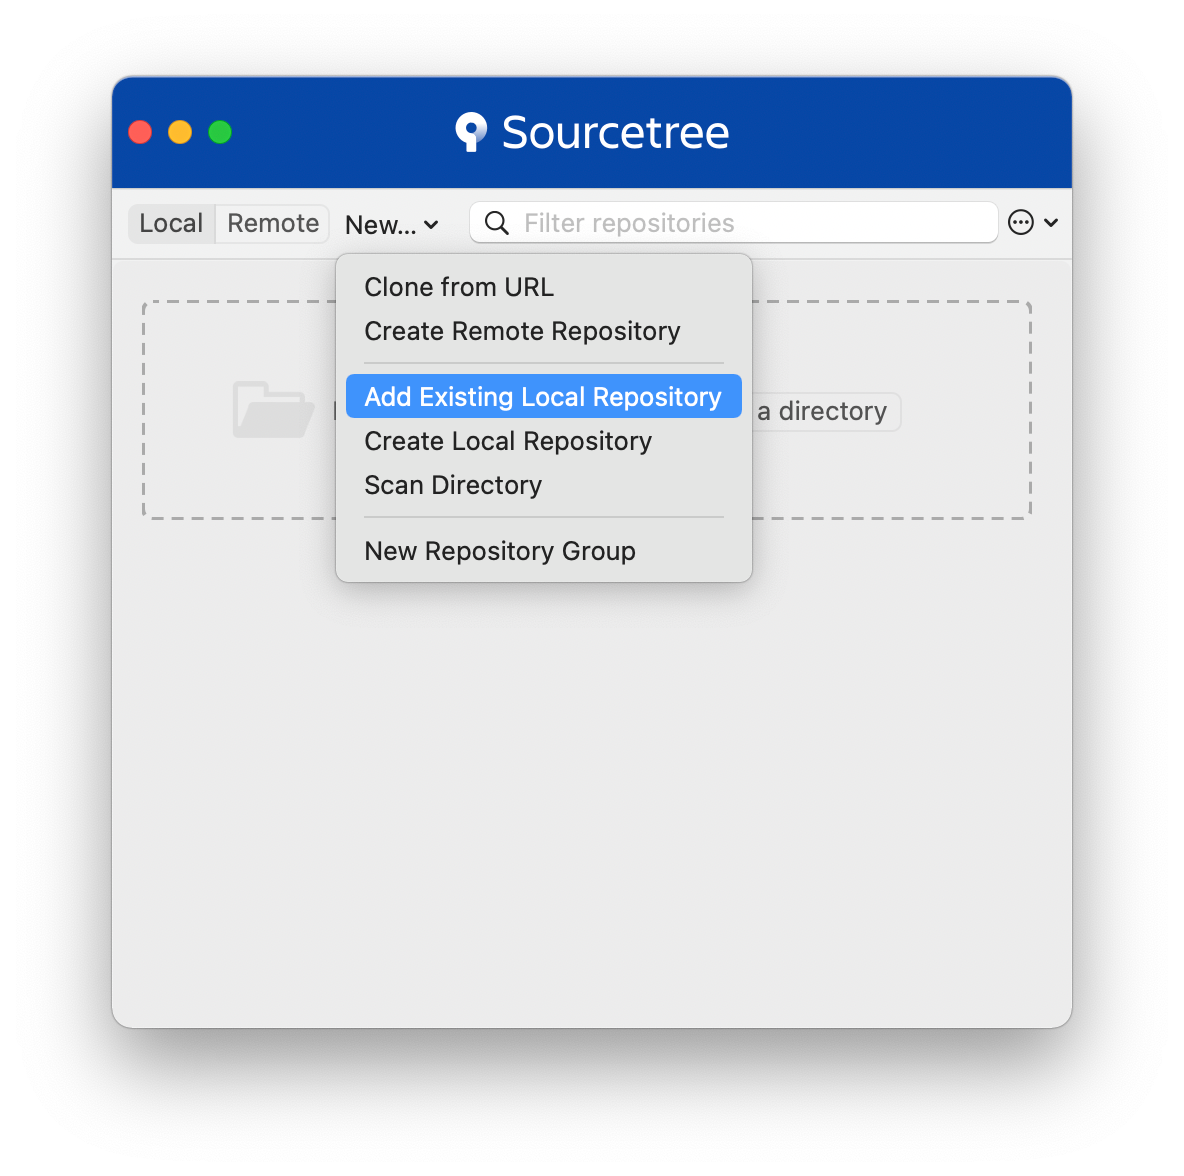 Sourcetree
Local Remote New... Filter repositories
Clone from URL
Create Remote Repository
Add Existing Local Repository
a directory
Create Local Repository
Scan Directory
New Repository Group